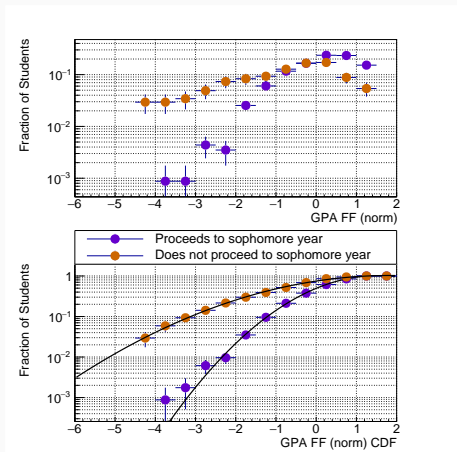 Fraction of Students
10⁻¹
10⁻²
10⁻³
−6 −5 −4 −3 −2 −1 0 1 2
GPA FF (norm)
Proceeds to sophomore year
Does not proceed to sophomore year
Fraction of Students
1
10⁻¹
10⁻²
10⁻³
−6 −5 −4 −3 −2 −1 0 1 2
GPA FF (norm) CDF